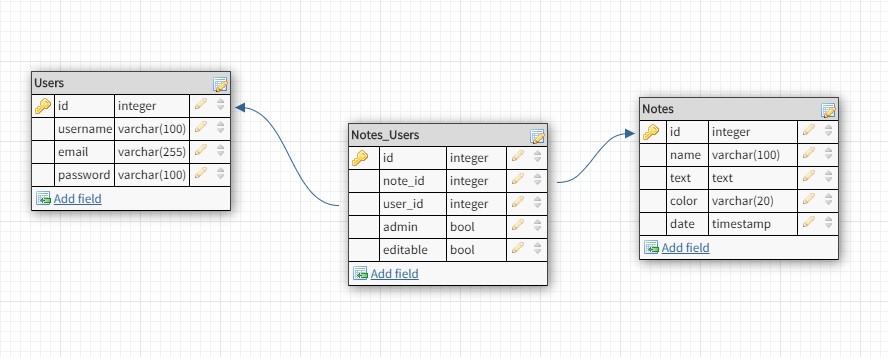 Users
id integer
username varchar(100)
email varchar(255)
password varchar(100)
Add field
Notes_Users
id integer
note_id integer
user_id integer
admin bool
editable bool
Add field
Notes
id integer
name varchar(100)
text text
color varchar(20)
date timestamp
Add field